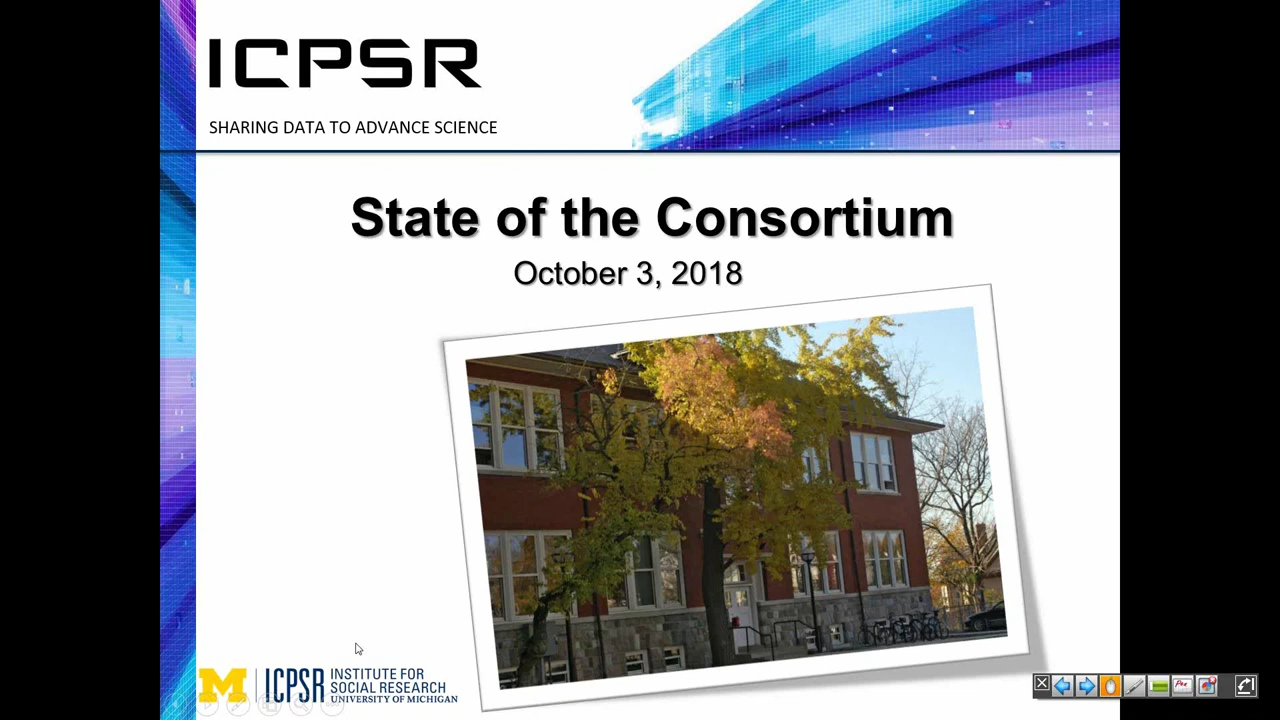 ICPSR
SHARING DATA TO ADVANCE SCIENCE
State of the Consortium
October 3, 2018
M
ICPSR
INSTITUTE FOR
SOCIAL RESEARCH
UNIVERSITY OF MICHIGAN
Pen